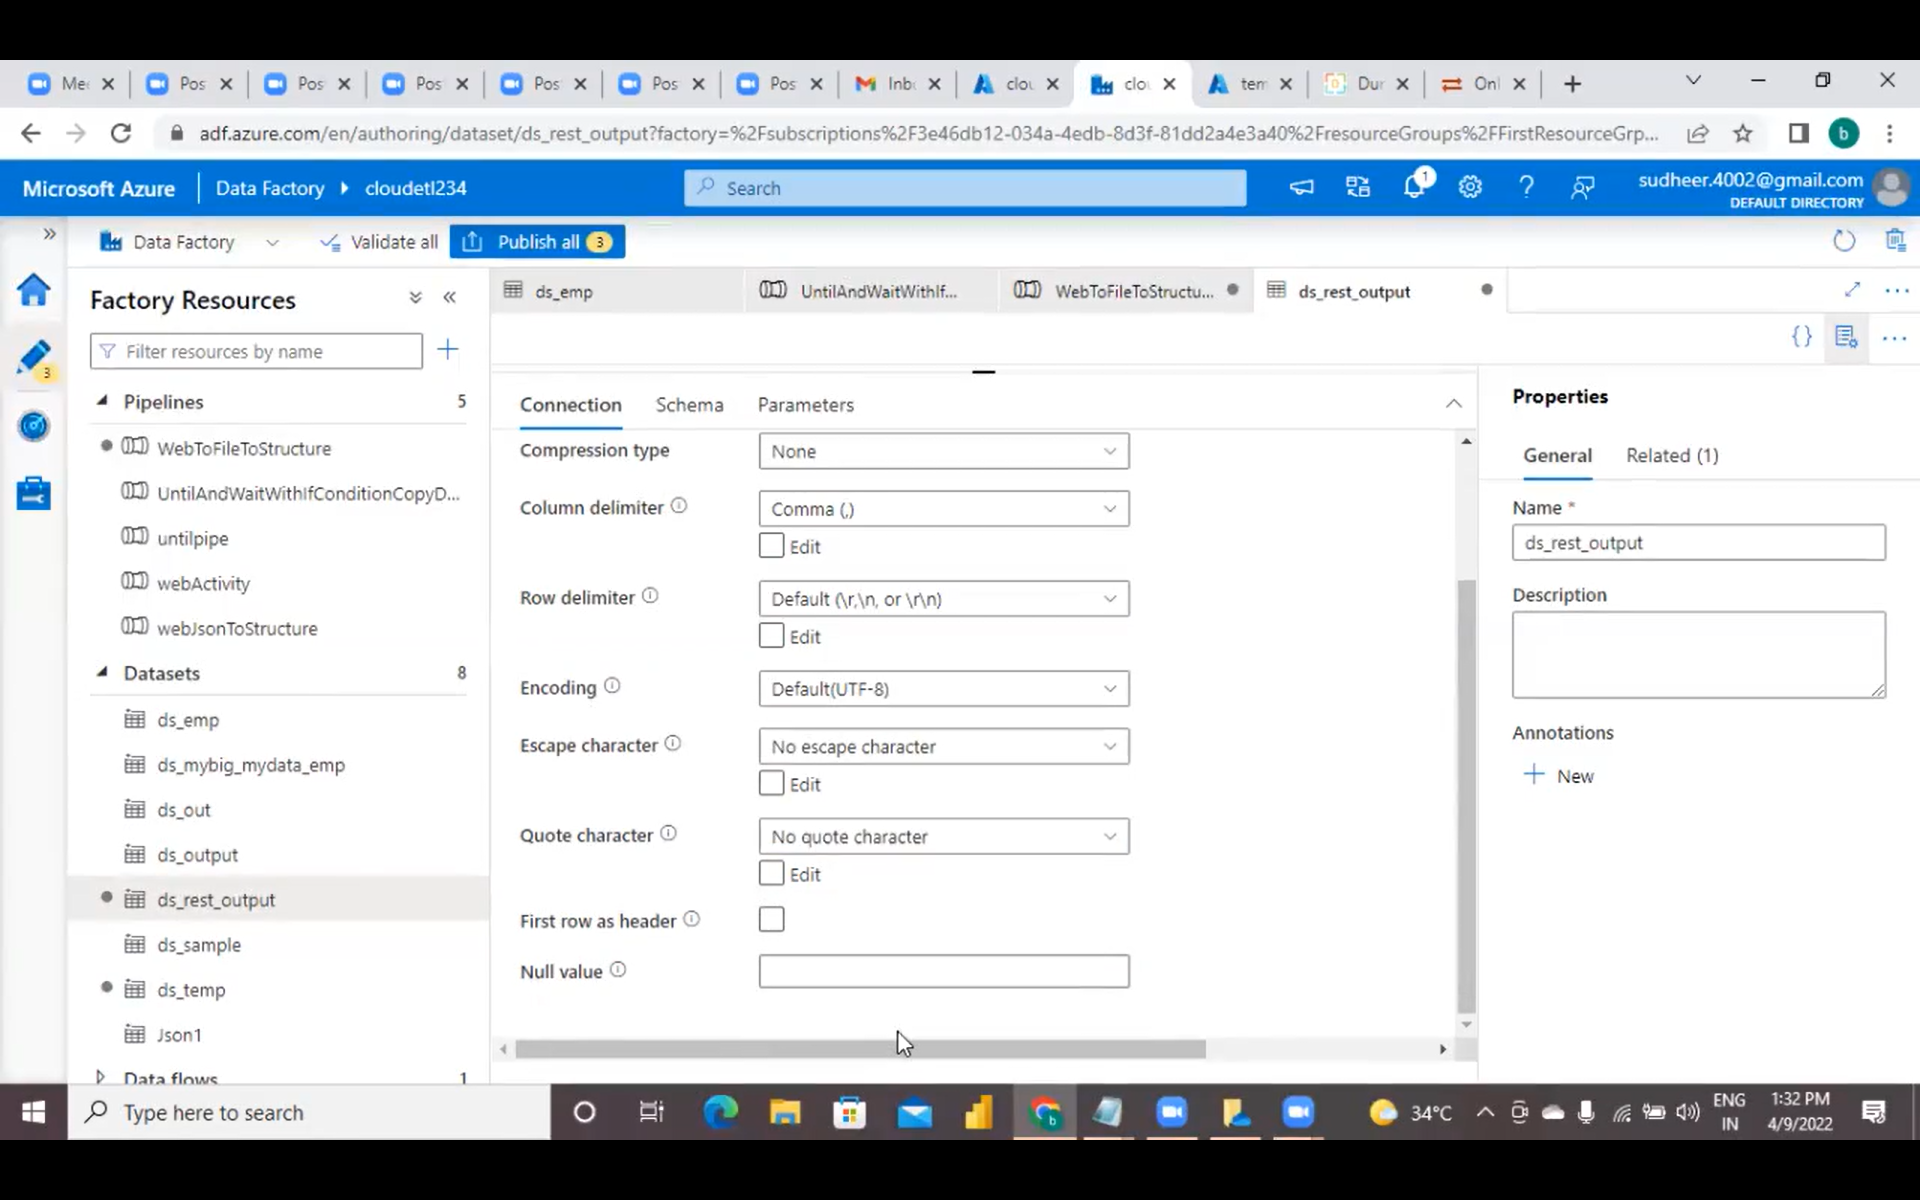 Me
Pos
Pos
Pos
Pos
Pos
Pos
Inb
clou
clo
tem
Dur
Onl
adf.azure.com/en/authoring/dataset/ds_rest_output?factory=%2Fsubscriptions%2F3e46db12-034a-4edb-8d3f-81dd2a4e3a40%2FresourceGroups%2FFirstResourceGrp...
b
Microsoft Azure
Data Factory
cloudetl234
Search
1
sudheer.4002@gmail.com
DEFAULT DIRECTORY
Data Factory
Validate all
Publish all
3
Factory Resources
ds_emp
UntilAndWaitWithIf...
WebToFileToStructu...
ds_rest_output
Filter resources by name
3
Pipelines
5
WebToFileToStructure
UntilAndWaitWithIfConditionCopyD...
untilpipe
webActivity
webJsonToStructure
Datasets
8
ds_emp
ds_mybig_mydata_emp
ds_out
ds_output
ds_rest_output
ds_sample
ds_temp
Json1
Data flows
1
Connection
Schema
Parameters
Compression type
None
Column delimiter
Comma (,)
Edit
Row delimiter
Default (\r,\n, or \r\n)
Edit
Encoding
Default(UTF-8)
Escape character
No escape character
Edit
Quote character
No quote character
Edit
First row as header
Null value
Properties
General
Related (1)
Name *
ds_rest_output
Description
Annotations
New
Type here to search
b
34°C
ENG
IN
1:32 PM
4/9/2022